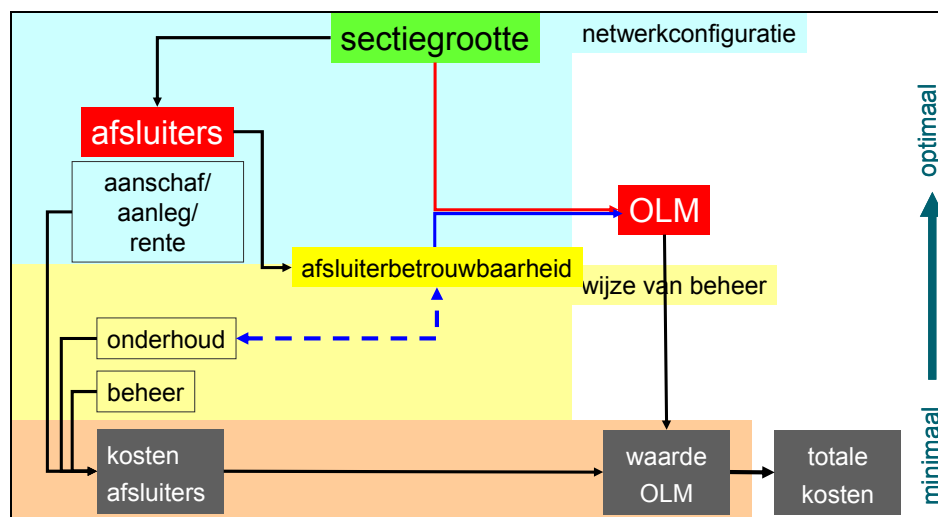 sectiegrootte
netwerkconfiguratie
afsluiters
aanschaf/
aanleg/
rente
OLM
afsluiterbetrouwbaarheid
wijze van beheer
onderhoud
beheer
kosten
afsluiters
waarde
OLM
totale
kosten
optimaal
minimaal